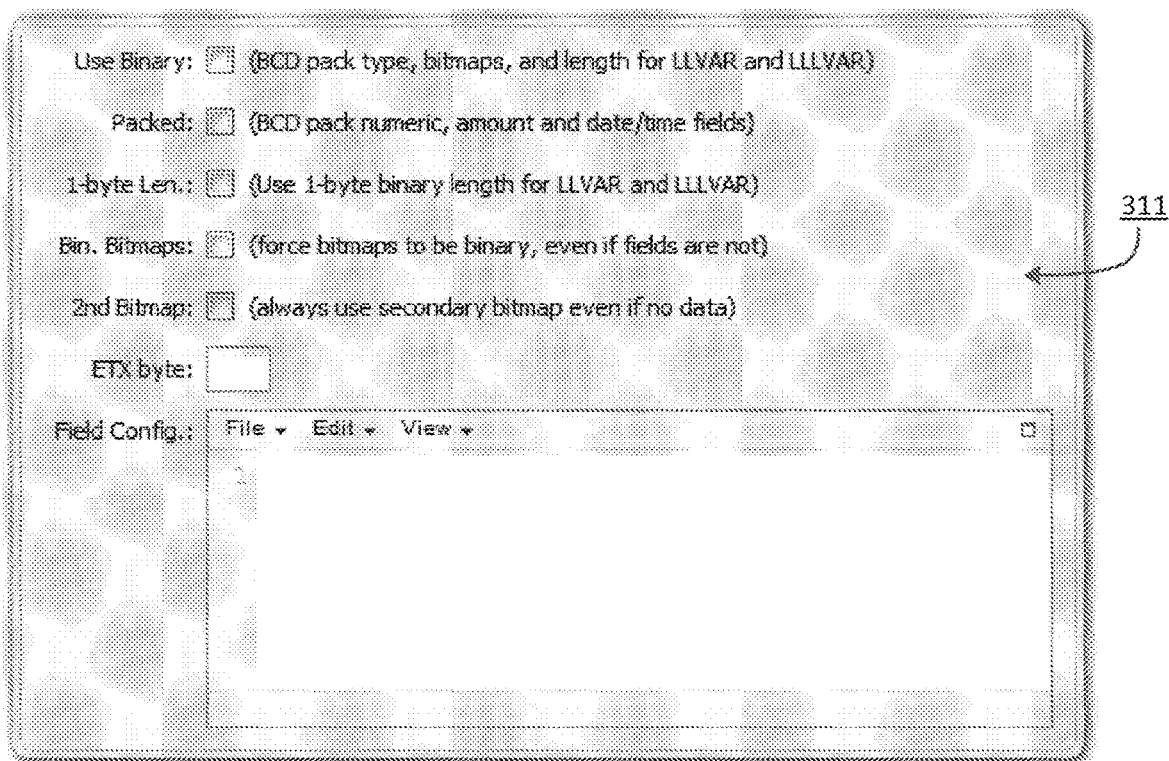 Use Binary: (BCD pack type, bitmaps, and length for LLVAR and LLLVAR)
Packed: (BCD pack numeric, amount and date/time fields)
1-byte Len.: (Use 1-byte binary length for LLVAR and LLLVAR)
311
Bin. Bitmaps: (force bitmaps to be binary, even if fields are not)
2nd Bitmap: (always use secondary bitmap even if no data)
ETX byte:
Field Config.: File Edit View